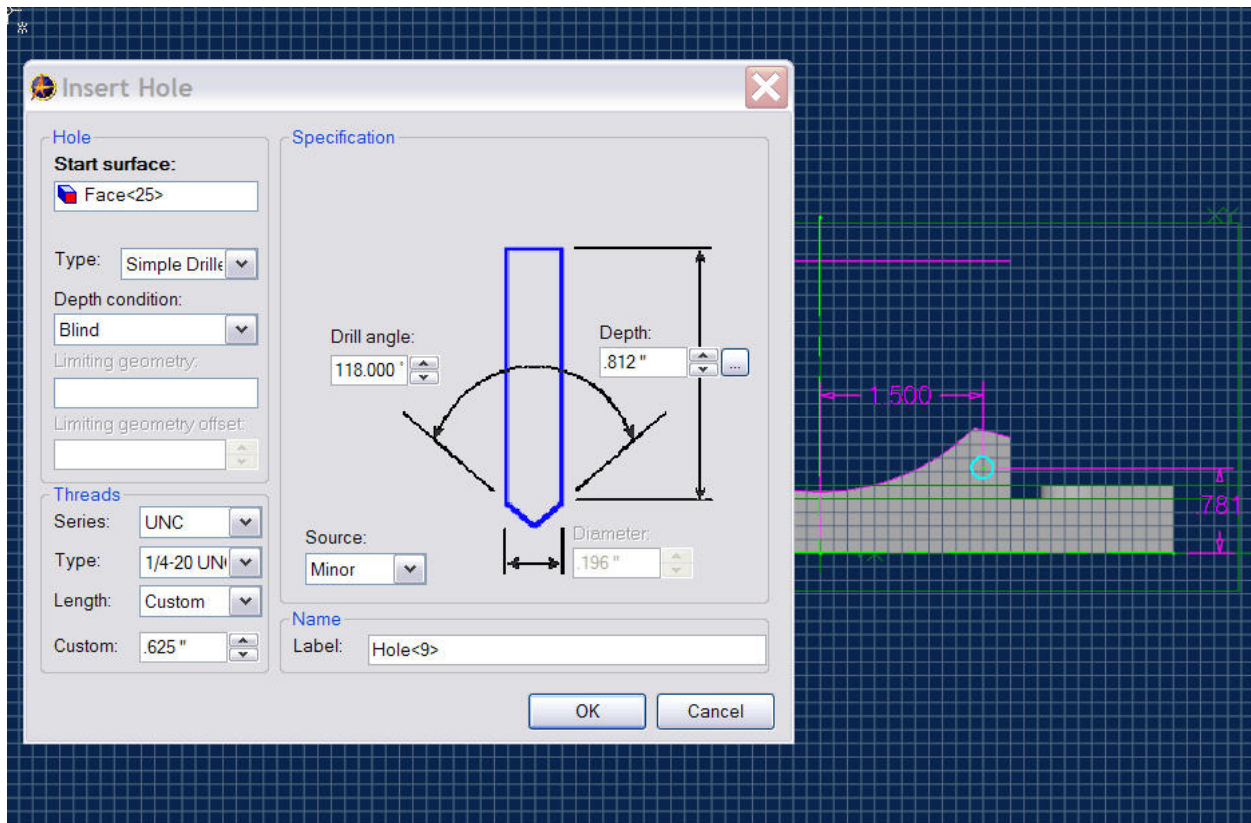 Insert Hole
Hole
Start surface:
Face<25>
Type: Simple Drille
Depth condition:
Blind
Limiting geometry:
Limiting geometry offset:
Threads
Series: UNC
Type: 1/4-20 UN
Length: Custom
Custom: .625 "
Specification
Drill angle:
118.000 °
Depth:
.812 "
...
Source:
Minor
Diameter:
.196 "
Name
Label: Hole<9>
OK Cancel
XY
1.500
.781
X